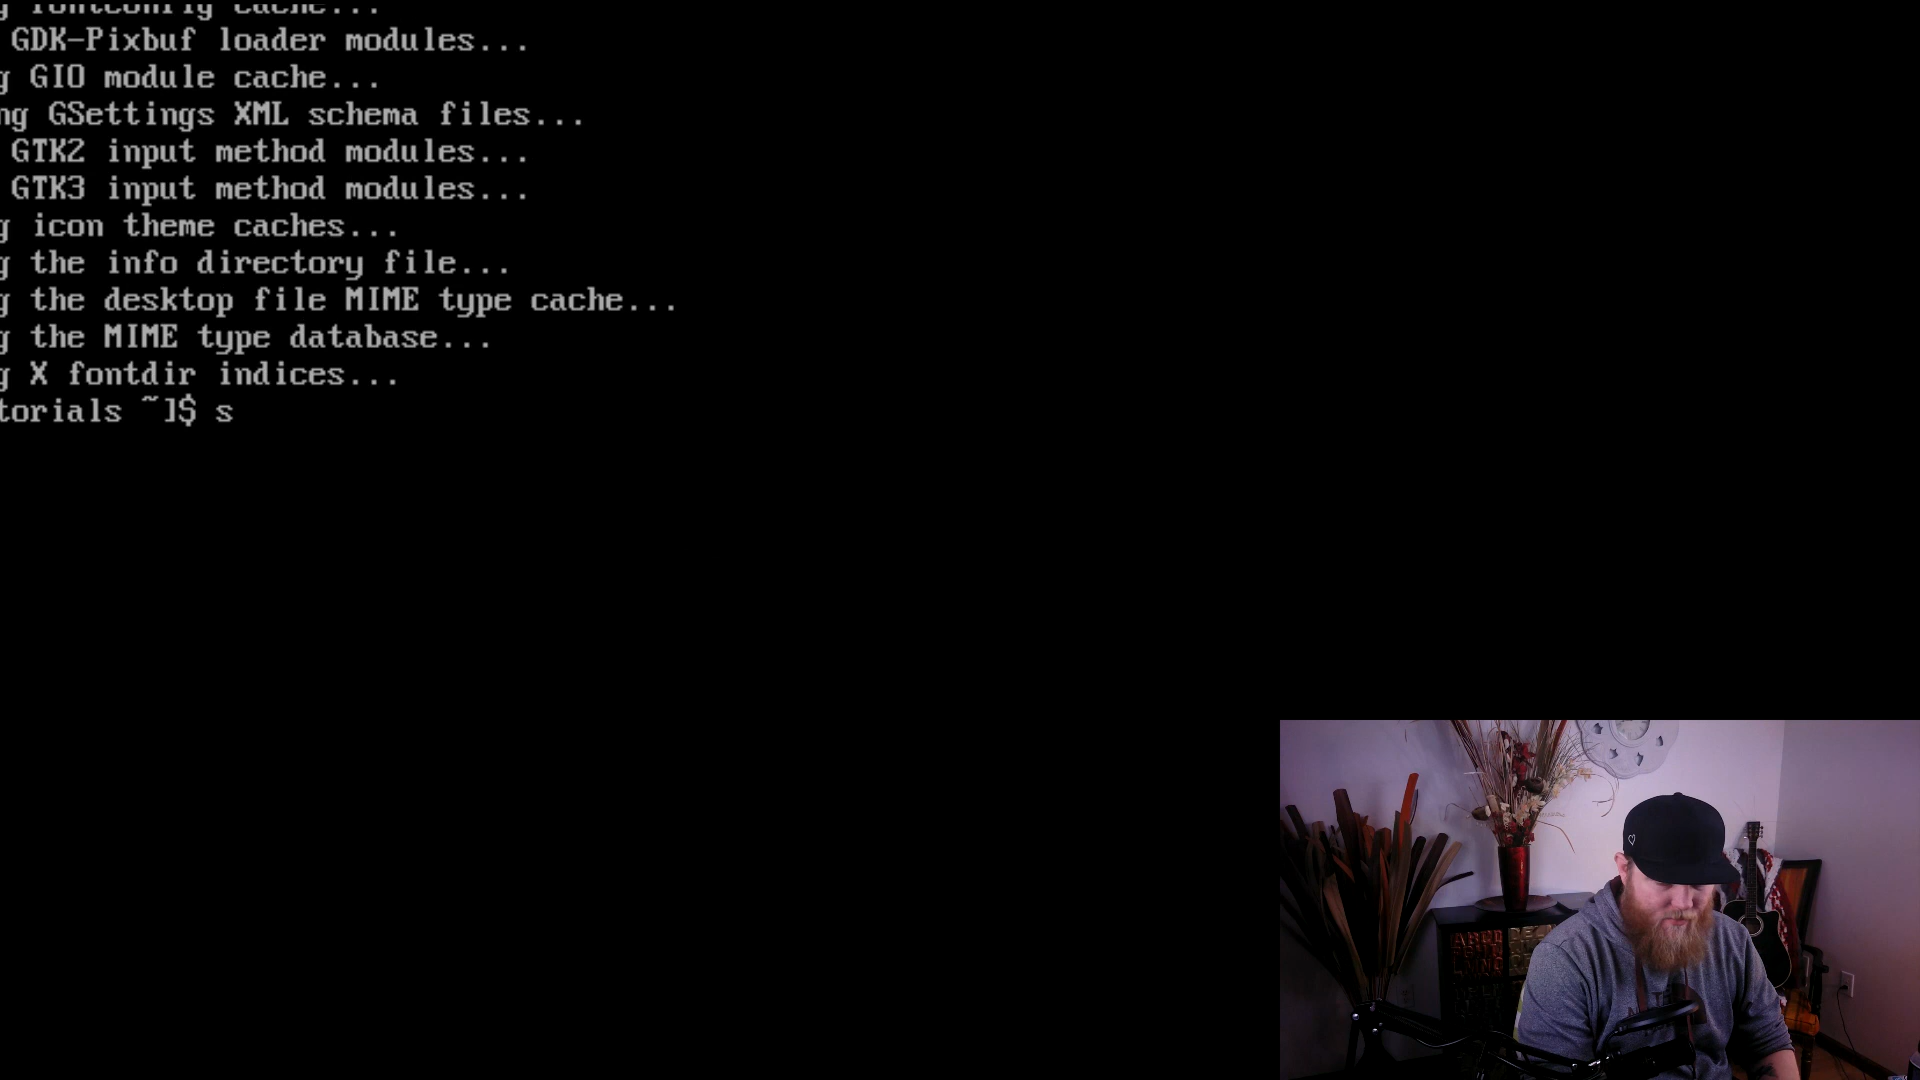 g fontconfig cache...
GDK-Pixbuf loader modules...
g GIO module cache...
ng GSettings XML schema files...
GTK2 input method modules...
GTK3 input method modules...
g icon theme caches...
g the info directory file...
g the desktop file MIME type cache...
g the MIME type database...
g X fontdir indices...
torials ~]$ s